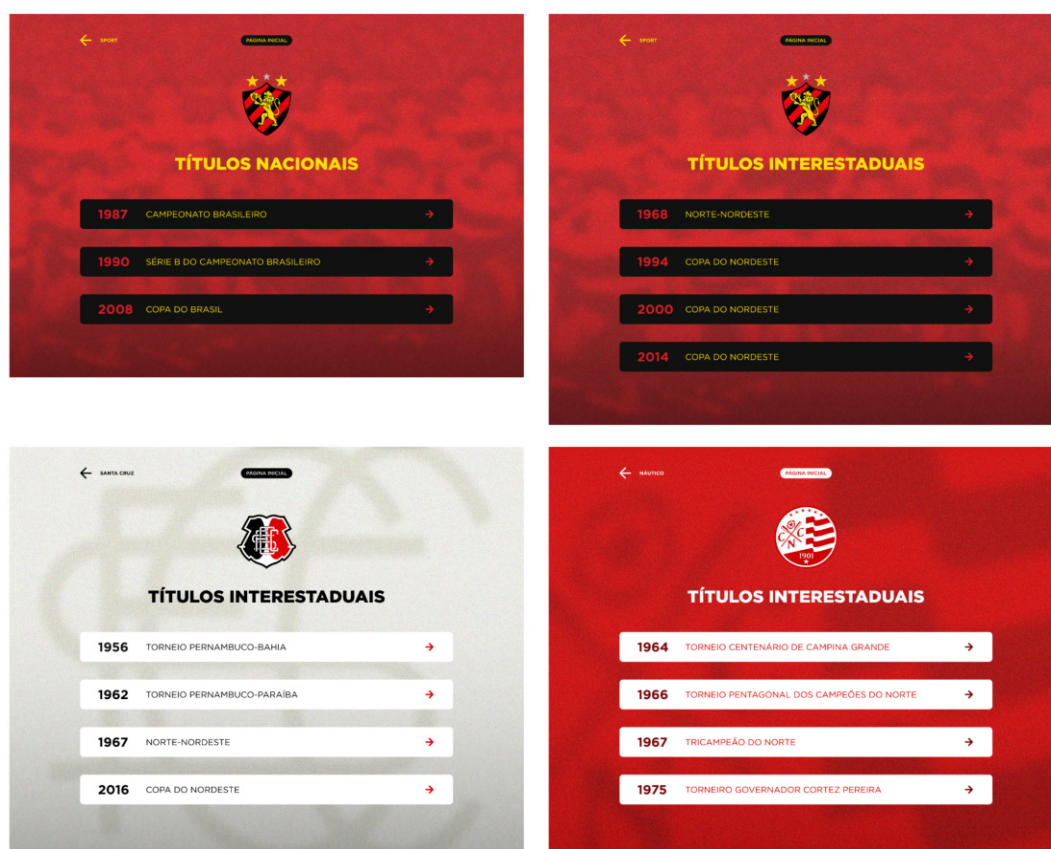 SPORT
PÁGINA INICIAL
TÍTULOS NACIONAIS
1987 CAMPEONATO BRASILEIRO
1990 SÉRIE B DO CAMPEONATO BRASILEIRO
2008 COPA DO BRASIL
SPORT
PÁGINA INICIAL
TÍTULOS INTERESTADUAIS
1968 NORTE-NORDESTE
1994 COPA DO NORDESTE
2000 COPA DO NORDESTE
2014 COPA DO NORDESTE
SANTA CRUZ
PÁGINA INICIAL
TÍTULOS INTERESTADUAIS
1956 TORNEIO PERNAMBUCO-BAHIA
1962 TORNEIO PERNAMBUCO-PARAÍBA
1967 NORTE-NORDESTE
2016 COPA DO NORDESTE
NÁUTICO
PÁGINA INICIAL
C N C
1901
TÍTULOS INTERESTADUAIS
1964 TORNEIO CENTENÁRIO DE CAMPINA GRANDE
1966 TORNEIO PENTAGONAL DOS CAMPEÕES DO NORTE
1967 TRICAMPEÃO DO NORTE
1975 TORNEIRO GOVERNADOR CORTEZ PEREIRA